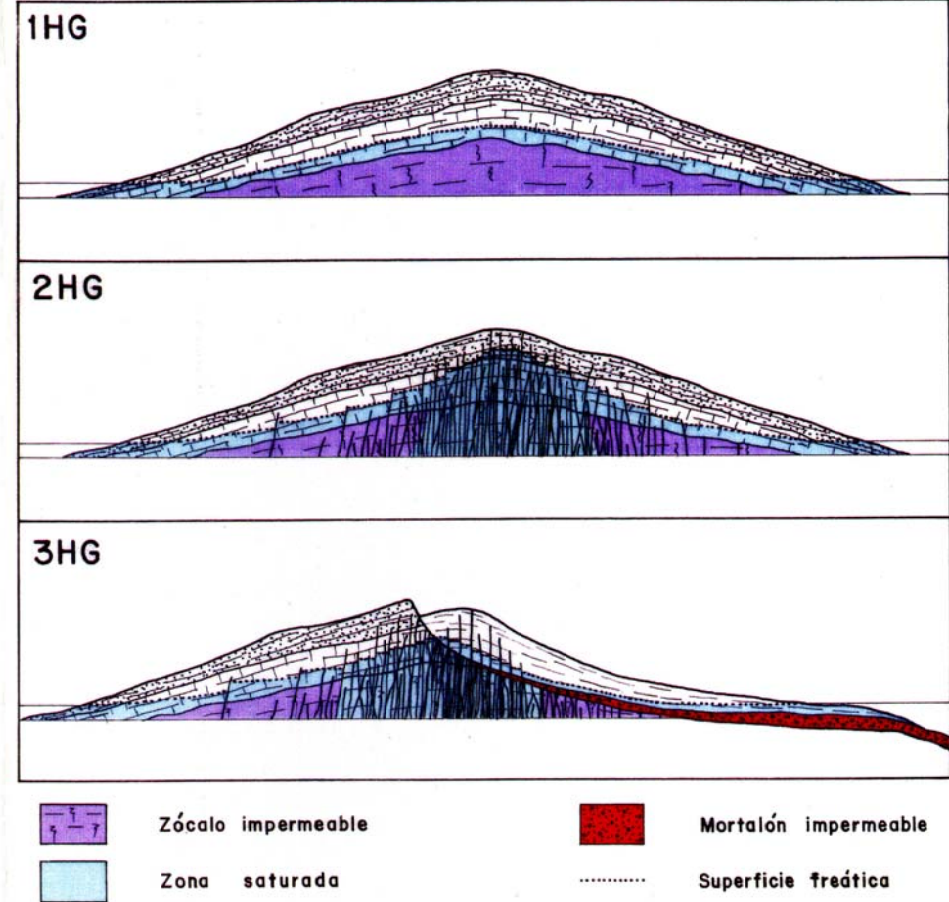 1HG
2HG
3HG
Zócalo impermeable
Mortalón impermeable
Zona saturada
Superficie freática